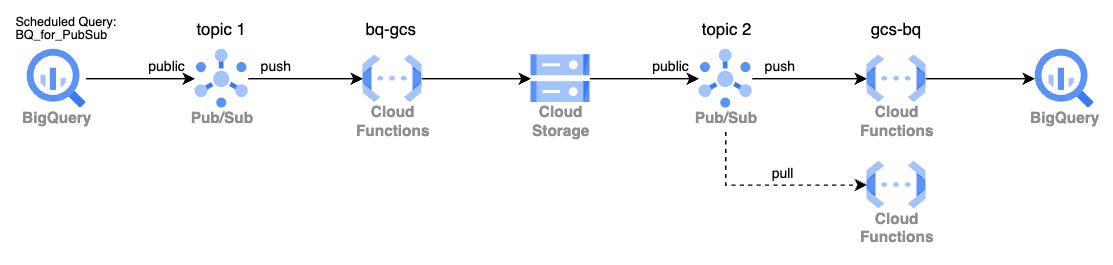 Scheduled Query:
BQ_for_PubSub
topic 1
bq-gcs
topic 2
gcs-bq
public
push
public
push
BigQuery
Pub/Sub
Cloud
Functions
Cloud
Storage
Pub/Sub
Cloud
Functions
BigQuery
pull
Cloud
Functions